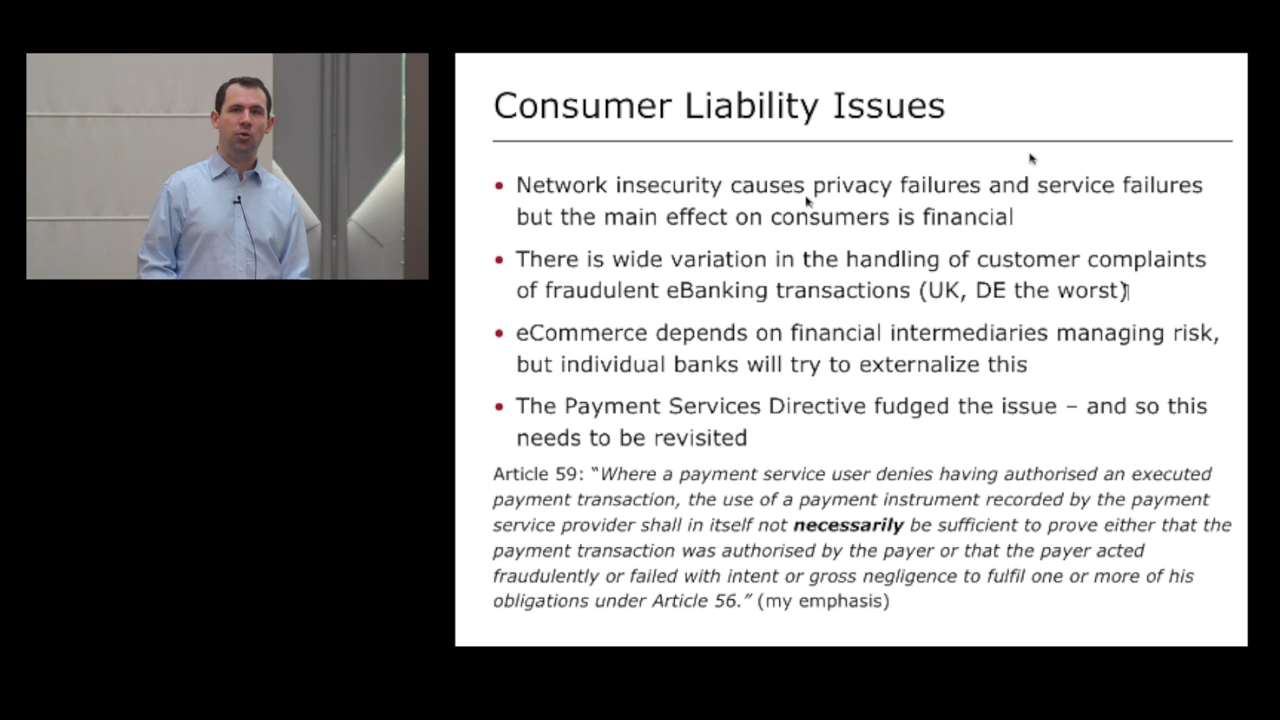 Consumer Liability Issues
• Network insecurity causes privacy failures and service failures
but the main effect on consumers is financial
• There is wide variation in the handling of customer complaints
of fraudulent eBanking transactions (UK, DE the worst)
• eCommerce depends on financial intermediaries managing risk,
but individual banks will try to externalize this
• The Payment Services Directive fudged the issue – and so this
needs to be revisited
Article 59: “Where a payment service user denies having authorised an executed
payment transaction, the use of a payment instrument recorded by the payment
service provider shall in itself not necessarily be sufficient to prove either that the
payment transaction was authorised by the payer or that the payer acted
fraudulently or failed with intent or gross negligence to fulfil one or more of his
obligations under Article 56.” (my emphasis)